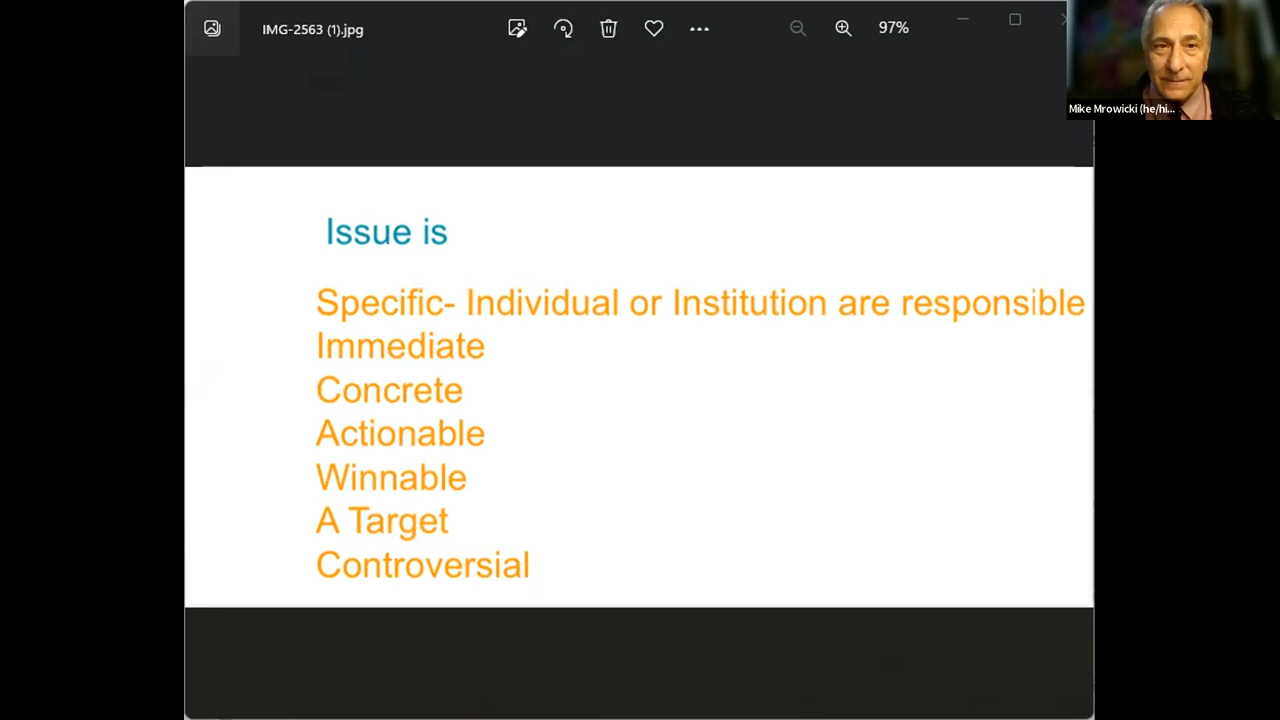 IMG-2563 (1).jpg
97%
Mike Mrowicki (he/hi...
Issue is
Specific- Individual or Institution are responsible
Immediate
Concrete
Actionable
Winnable
A Target
Controversial